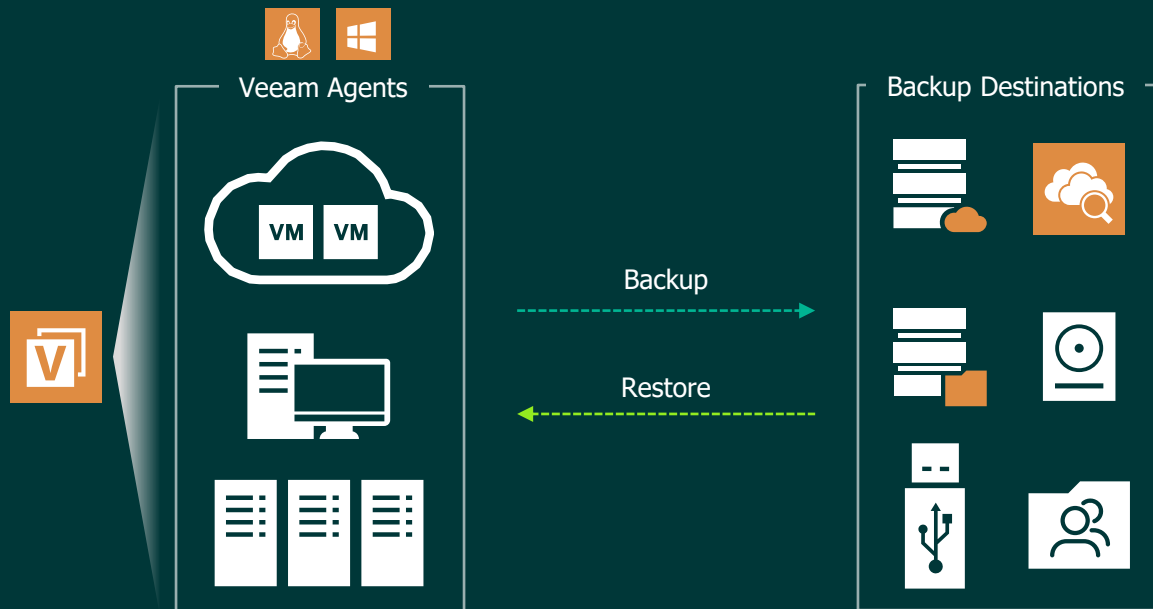 Veeam Agents
Backup Destinations
VM VM
Backup
V
Restore